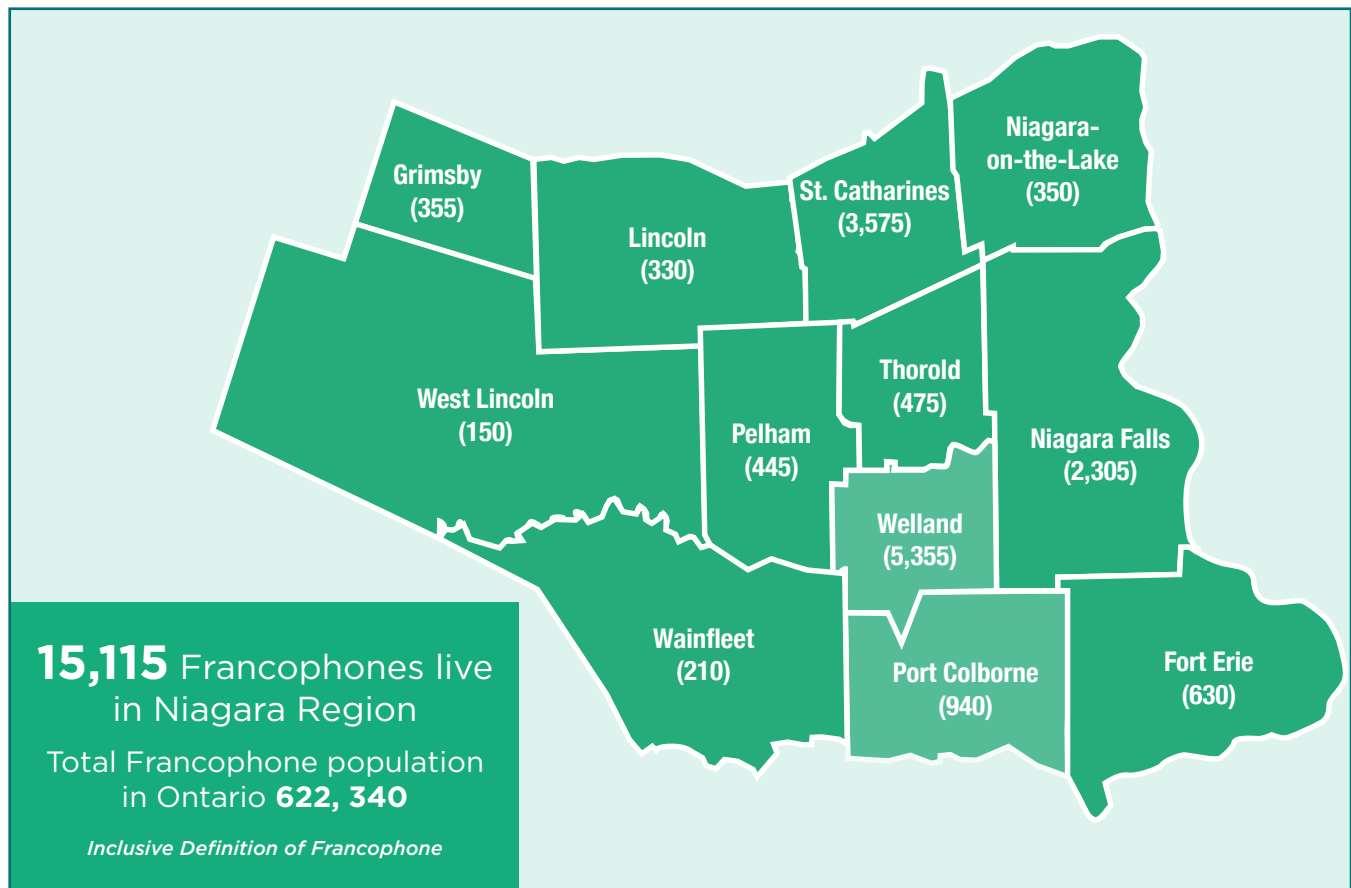 Niagara-
on-the-Lake
(350)
Grimsby
(355)
St. Catharines
(3,575)
Lincoln
(330)
Thorold
(475)
West Lincoln
(150)
Pelham
(445)
Niagara Falls
(2,305)
Welland
(5,355)
Wainfleet
(210)
Port Colborne
(940)
Fort Erie
(630)
15,115 Francophones live
in Niagara Region
Total Francophone population
in Ontario 622, 340
Inclusive Definition of Francophone